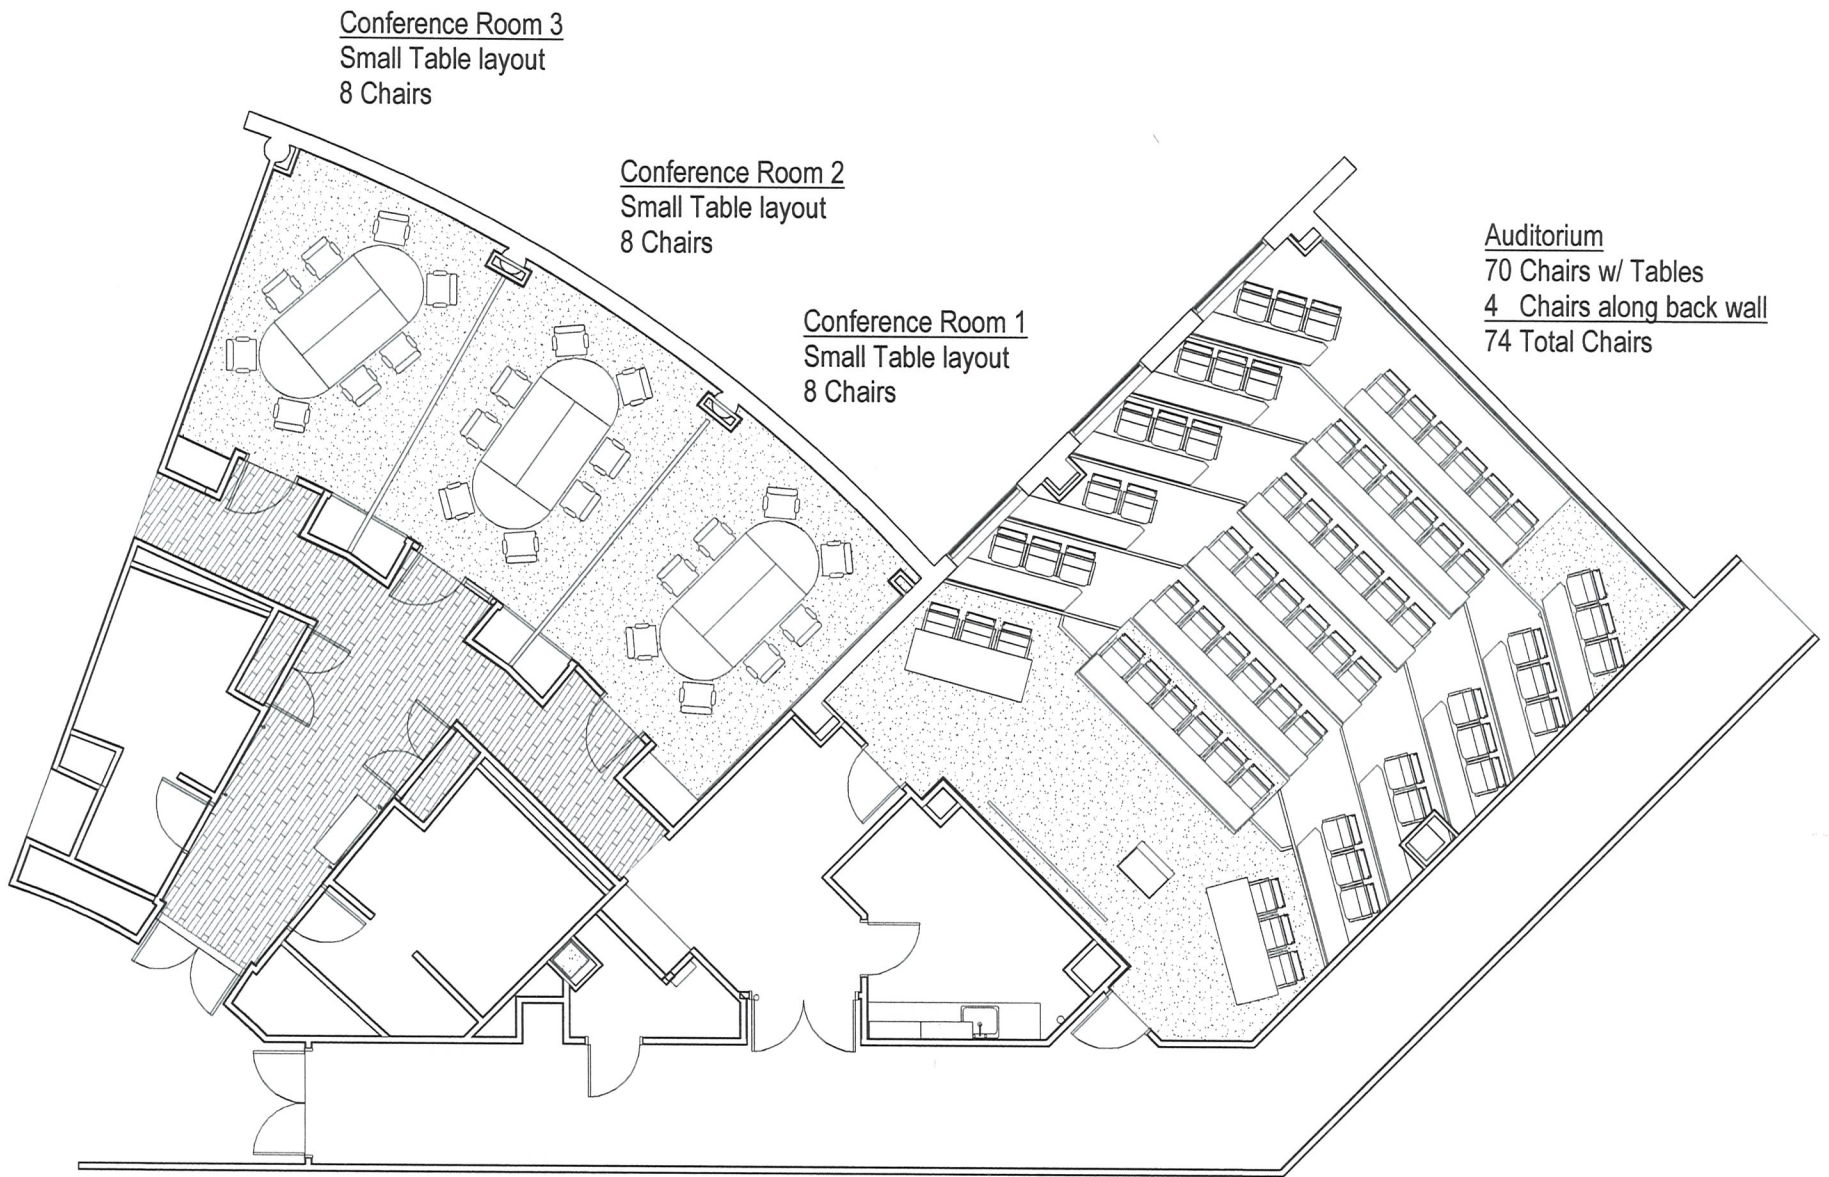 Conference Room 3
Small Table layout
8 Chairs
Conference Room 2
Small Table layout
8 Chairs
Conference Room 1
Small Table layout
8 Chairs
Auditorium
70 Chairs w/ Tables
4 Chairs along back wall
74 Total Chairs